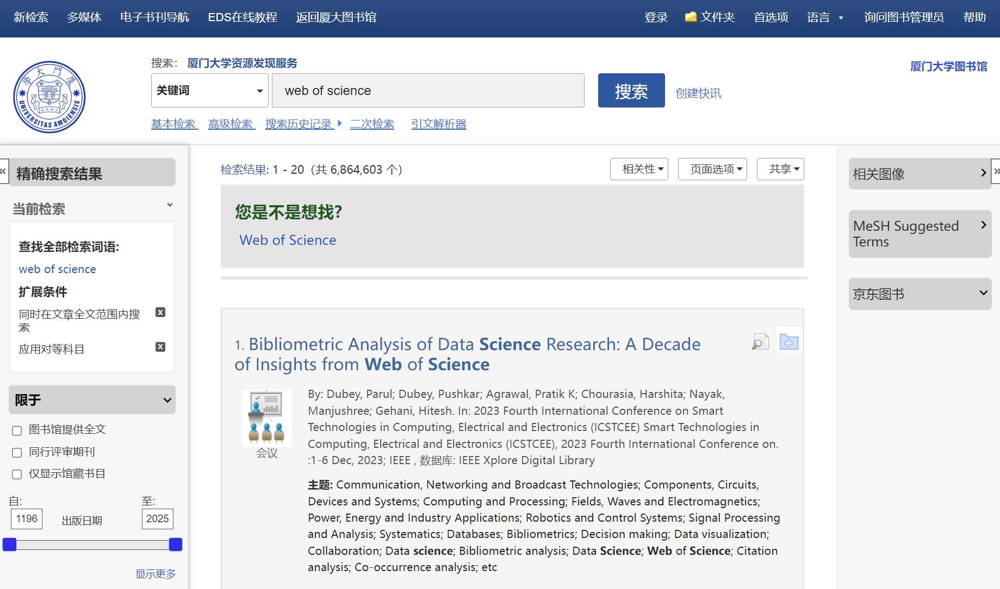 新检索 多媒体 电子书刊导航 EDS在线教程 返回厦大图书馆 登录 文件夹 首选项 语言 询问图书管理员 帮助
搜索: 厦门大学资源发现服务
厦门大学图书馆
關 大 門 廈
UNIVERSITAS AMOIENSIS
关键词 web of science 搜索 创建快讯
基本检索 高级检索 搜索历史记录 二次检索 引文解析器
精确搜索结果
当前检索
查找全部检索词语:
web of science
扩展条件
同时在文章全文范围内搜
索
应用对等科目
限于
图书馆提供全文
同行评审期刊
仅显示馆藏书目
自: 至:
1196 出版日期 2025
显示更多
检索结果: 1 - 20（共 6,864,603 个）
相关性 页面选项 共享
您是不是想找?
Web of Science
1. Bibliometric Analysis of Data Science Research: A Decade
of Insights from Web of Science
会议
By: Dubey, Parul; Dubey, Pushkar; Agrawal, Pratik K; Chourasia, Harshita; Nayak,
Manjushree; Gehani, Hitesh. In: 2023 Fourth International Conference on Smart
Technologies in Computing, Electrical and Electronics (ICSTCEE) Smart Technologies in
Computing, Electrical and Electronics (ICSTCEE), 2023 Fourth International Conference on.
:1-6 Dec, 2023; IEEE , 数据库: IEEE Xplore Digital Library
主题: Communication, Networking and Broadcast Technologies; Components, Circuits,
Devices and Systems; Computing and Processing; Fields, Waves and Electromagnetics;
Power, Energy and Industry Applications; Robotics and Control Systems; Signal Processing
and Analysis; Systematics; Databases; Bibliometrics; Decision making; Data visualization;
Collaboration; Data science; Bibliometric analysis; Data Science; Web of Science; Citation
analysis; Co-occurrence analysis; etc
相关图像
MeSH Suggested
Terms
京东图书